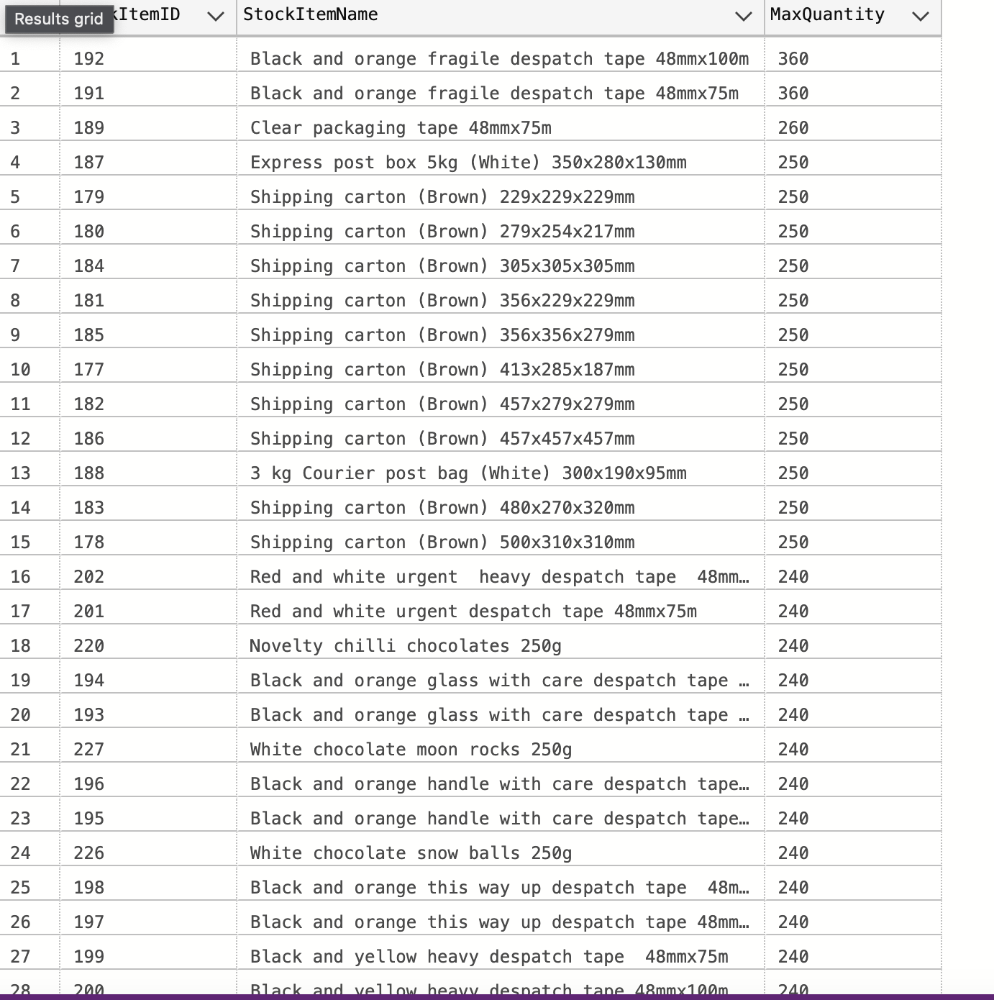 Results grid kItemID StockItemName MaxQuantity
1 192 Black and orange fragile despatch tape 48mmx100m 360
2 191 Black and orange fragile despatch tape 48mmx75m 360
3 189 Clear packaging tape 48mmx75m 260
4 187 Express post box 5kg (White) 350x280x130mm 250
5 179 Shipping carton (Brown) 229x229x229mm 250
6 180 Shipping carton (Brown) 279x254x217mm 250
7 184 Shipping carton (Brown) 305x305x305mm 250
8 181 Shipping carton (Brown) 356x229x229mm 250
9 185 Shipping carton (Brown) 356x356x279mm 250
10 177 Shipping carton (Brown) 413x285x187mm 250
11 182 Shipping carton (Brown) 457x279x279mm 250
12 186 Shipping carton (Brown) 457x457x457mm 250
13 188 3 kg Courier post bag (White) 300x190x95mm 250
14 183 Shipping carton (Brown) 480x270x320mm 250
15 178 Shipping carton (Brown) 500x310x310mm 250
16 202 Red and white urgent  heavy despatch tape  48mm… 240
17 201 Red and white urgent despatch tape 48mmx75m 240
18 220 Novelty chilli chocolates 250g 240
19 194 Black and orange glass with care despatch tape … 240
20 193 Black and orange glass with care despatch tape … 240
21 227 White chocolate moon rocks 250g 240
22 196 Black and orange handle with care despatch tape… 240
23 195 Black and orange handle with care despatch tape… 240
24 226 White chocolate snow balls 250g 240
25 198 Black and orange this way up despatch tape  48m… 240
26 197 Black and orange this way up despatch tape 48mm… 240
27 199 Black and yellow heavy despatch tape  48mmx75m 240
28 200 Black and yellow heavy despatch tape 48mmx100m 240